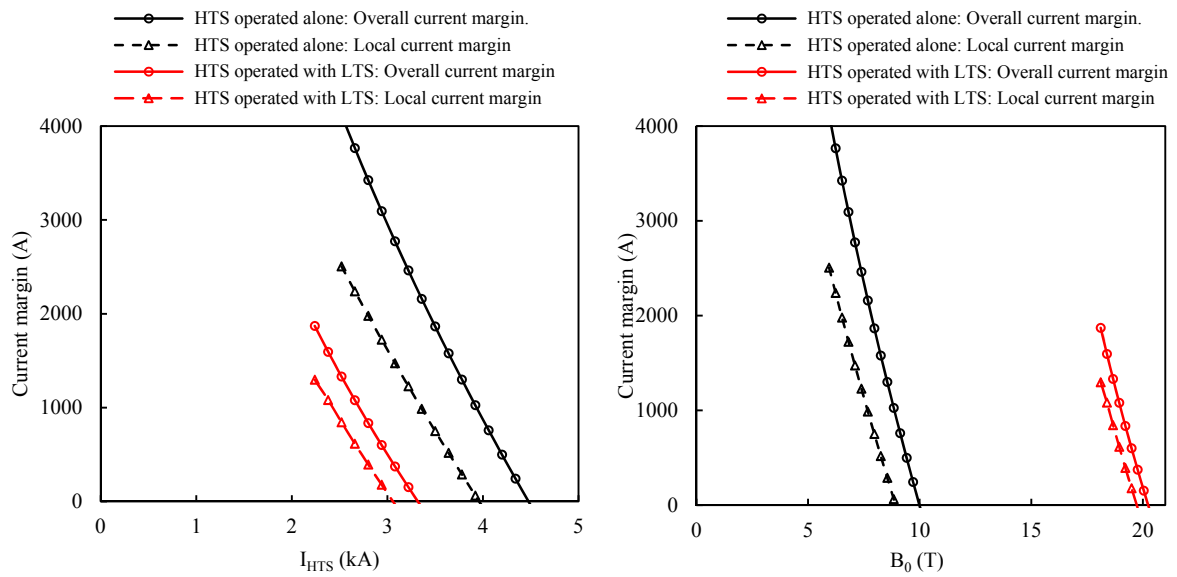 HTS operated alone: Overall current margin.
HTS operated alone: Local current margin
HTS operated with LTS: Overall current margin
HTS operated with LTS: Local current margin
4000
3000
2000
1000
0
Current margin (A)
0 1 2 3 4 5
I_HTS (kA)
HTS operated alone: Overall current margin.
HTS operated alone: Local current margin
HTS operated with LTS: Overall current margin
HTS operated with LTS: Local current margin
4000
3000
2000
1000
0
Current margin (A)
0 5 10 15 20
B_0 (T)